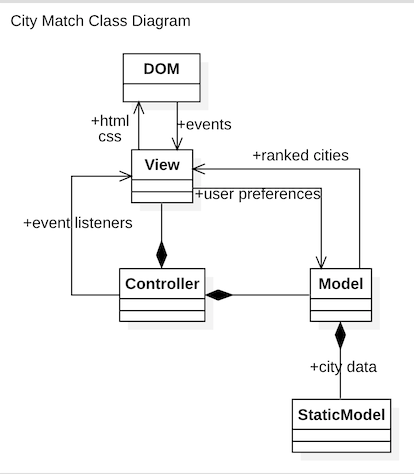 City Match Class Diagram
DOM
+html
css
+events
View
+ranked cities
+user preferences
+event listeners
Controller
Model
+city data
StaticModel